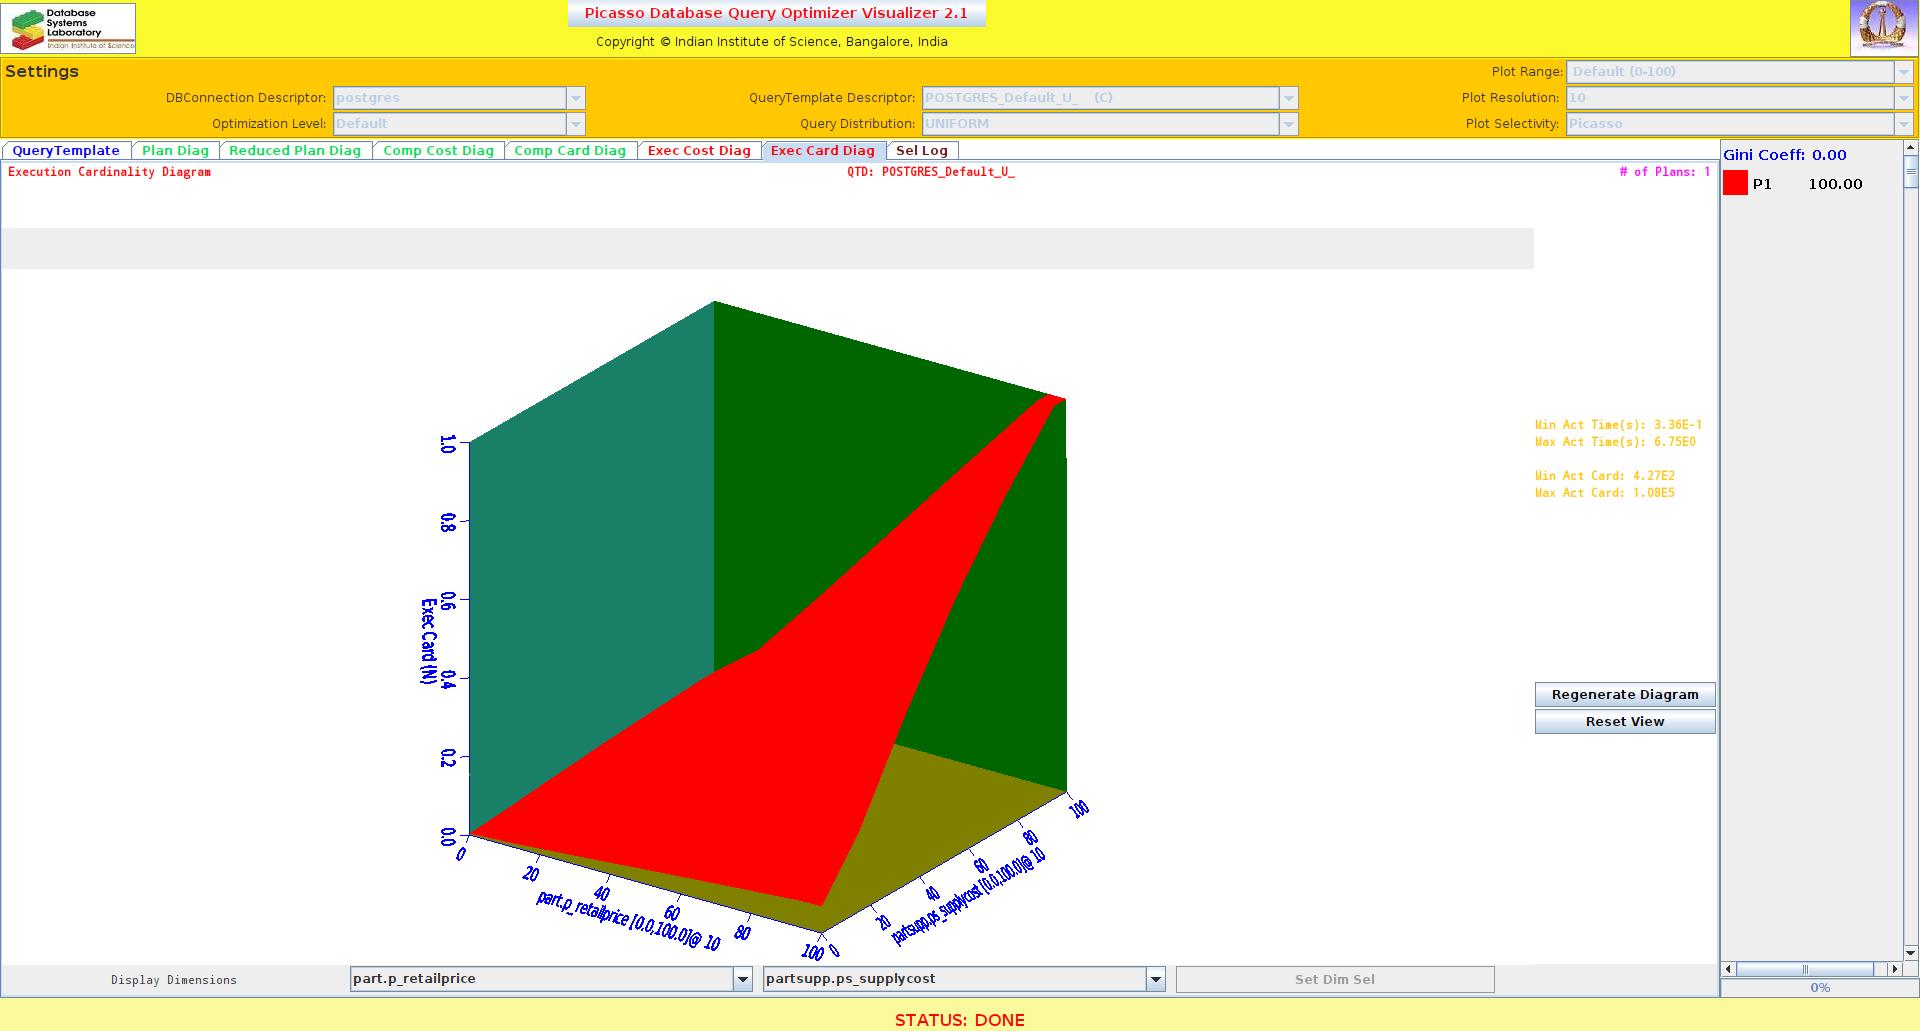 Database
Systems
Laboratory
Indian Institute of Science
Picasso Database Query Optimizer Visualizer 2.1
Copyright © Indian Institute of Science, Bangalore, India
Settings
Plot Range: Default (0-100)
DBConnection Descriptor: postgres
QueryTemplate Descriptor: POSTGRES_Default_U_ (C)
Plot Resolution: 10
Optimization Level: Default
Query Distribution: UNIFORM
Plot Selectivity: Picasso
QueryTemplate
Plan Diag
Reduced Plan Diag
Comp Cost Diag
Comp Card Diag
Exec Cost Diag
Exec Card Diag
Sel Log
Execution Cardinality Diagram
QTD: POSTGRES_Default_U_
# of Plans: 1
Gini Coeff: 0.00
P1 100.00
Min Act Time(s): 3.36E-1
Max Act Time(s): 6.75E0
Min Act Card: 4.27E2
Max Act Card: 1.08E5
1.0
0.8
0.6
0.4
0.2
0.0
Exec Card (N)
0
20
40
60
80
100
part.p_retailprice [0.0,100.0]@ 10
0
20
40
60
80
100
partsupp.ps_supplycost [0.0,100.0]@ 10
Regenerate Diagram
Reset View
Display Dimensions
part.p_retailprice
partsupp.ps_supplycost
Set Dim Sel
0%
STATUS: DONE